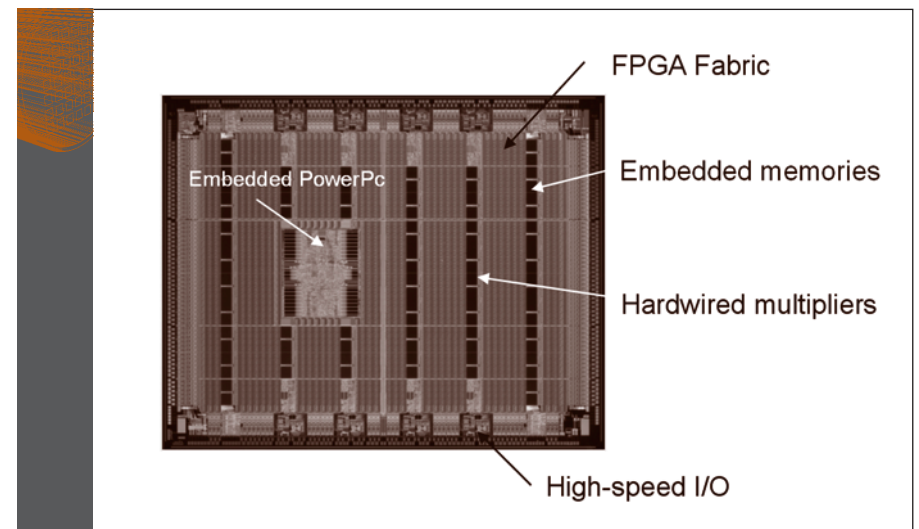 FPGA Fabric
Embedded memories
Embedded PowerPc
Hardwired multipliers
High-speed I/O